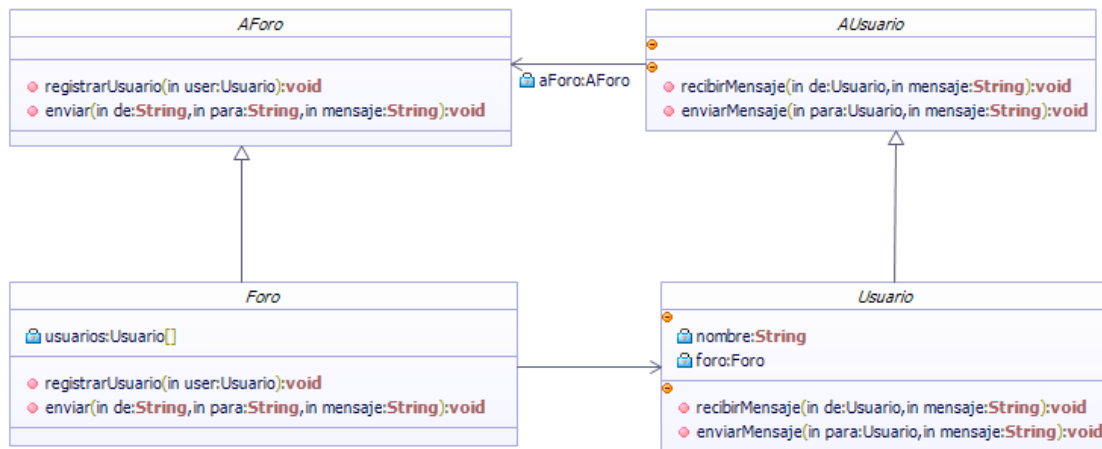 AForo
registrarUsuario(in user:Usuario):void
enviar(in de:String,in para:String,in mensaje:String):void
aForo:AForo
AUsuario
recibirMensaje(in de:Usuario,in mensaje:String):void
enviarMensaje(in para:Usuario,in mensaje:String):void
Foro
usuarios:Usuario[]
registrarUsuario(in user:Usuario):void
enviar(in de:String,in para:String,in mensaje:String):void
Usuario
nombre:String
foro:Foro
recibirMensaje(in de:Usuario,in mensaje:String):void
enviarMensaje(in para:Usuario,in mensaje:String):void